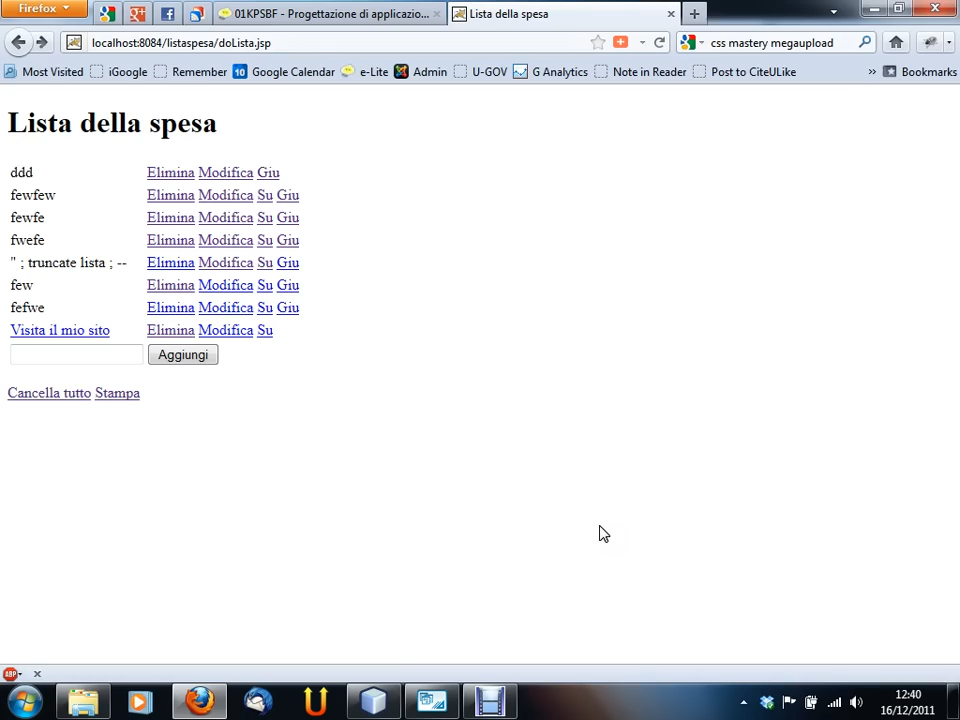 Firefox
01KPSBF - Progettazione di applicazio...
Lista della spesa
localhost:8084/listaspesa/doLista.jsp
css mastery megaupload
Most Visited iGoogle Remember 10 Google Calendar e-Lite Admin U-GOV G Analytics Note in Reader Post to CiteULike » Bookmarks
Lista della spesa
ddd Elimina Modifica Giu
fewfew Elimina Modifica Su Giu
fewfe Elimina Modifica Su Giu
fwefe Elimina Modifica Su Giu
" ; truncate lista ; -- Elimina Modifica Su Giu
few Elimina Modifica Su Giu
fefwe Elimina Modifica Su Giu
Visita il mio sito Elimina Modifica Su
Aggiungi
Cancella tutto Stampa
ABP
12:40
16/12/2011